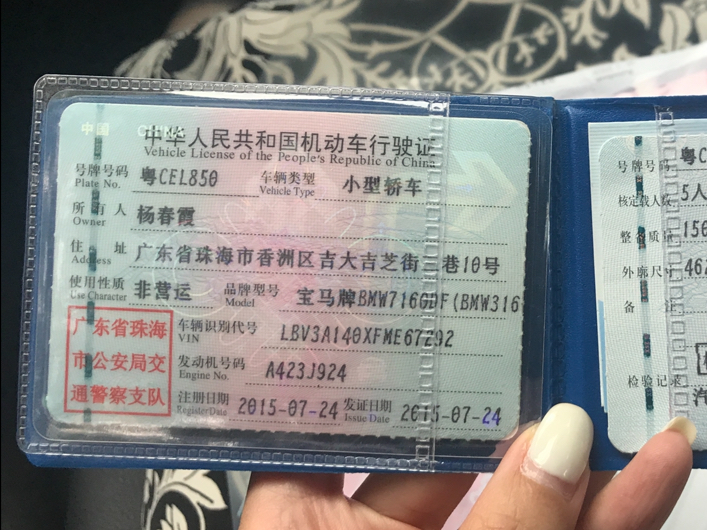 中国 CHINA
中华人民共和国机动车行驶证
Vehicle License of the People's Republic of China
号牌号码 粤CEL850 车辆类型 小型轿车
Plate No. Vehicle Type
所有人 杨春霞
Owner
住址 广东省珠海市香洲区吉大吉芝街 巷10号
Address
使用性质 非营运 品牌型号 宝马牌BMW7160DF(BMW316
Use Character Model
广东省珠海
市公安局交
通警察支队
车辆识别代号 LBV3A140XFME67292
VIN
发动机号码 A423J924
Engine No.
注册日期 2015-07-24 发证日期 2015-07-24
Register Date Issue Date
号牌号码 粤C
核定载人数 5人
整备质量 156
外廓尺寸 462
备注
检验记录
汽